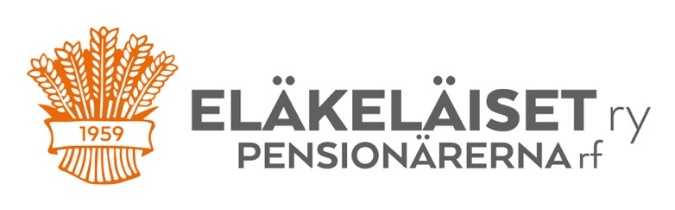 1959
ELÄKELÄISET ry
PENSIONÄRERNA rf